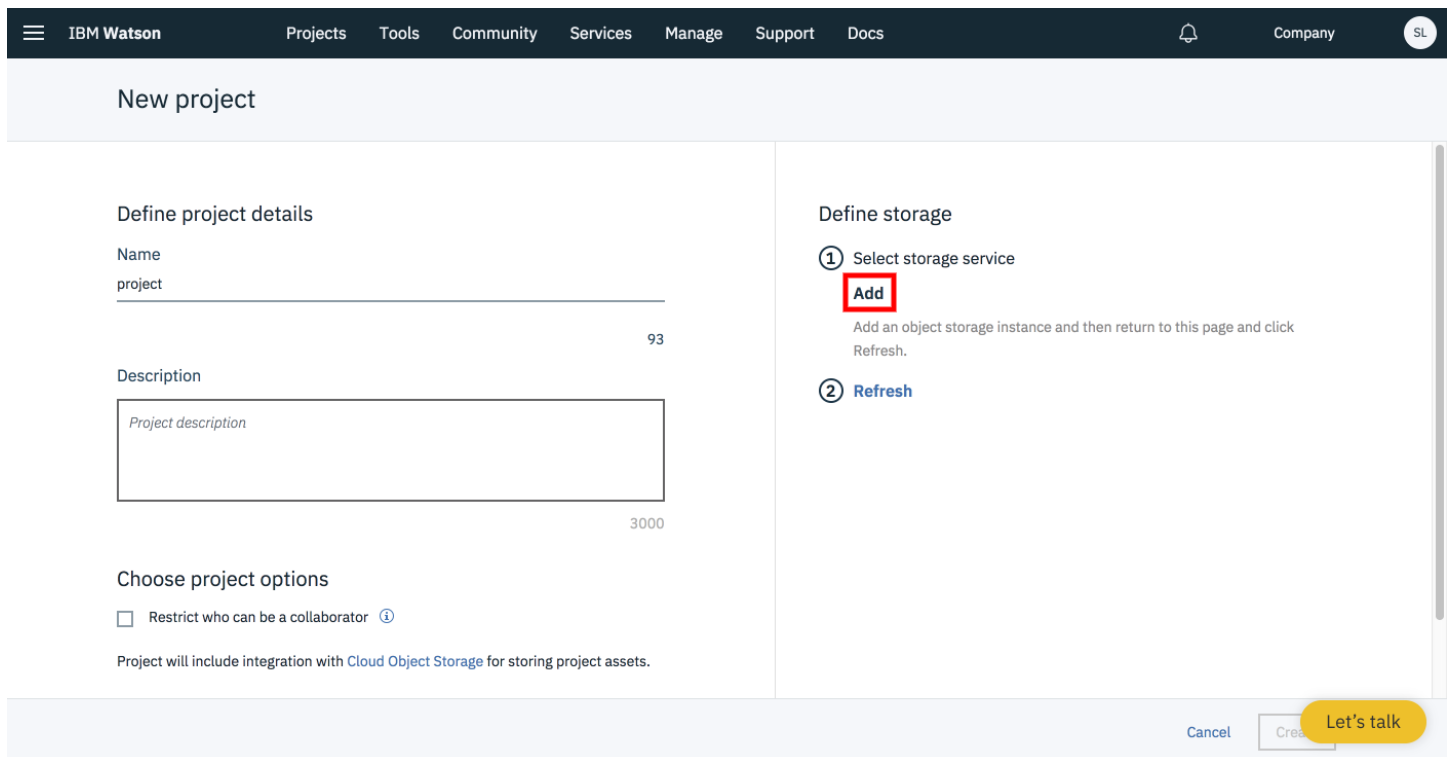 IBM Watson Projects Tools Community Services Manage Support Docs Company SL
New project
Define project details
Name
project
93
Description
Project description
3000
Choose project options
Restrict who can be a collaborator
Project will include integration with Cloud Object Storage for storing project assets.
Define storage
1 Select storage service
Add
Add an object storage instance and then return to this page and click
Refresh.
2 Refresh
Cancel
Let's talk